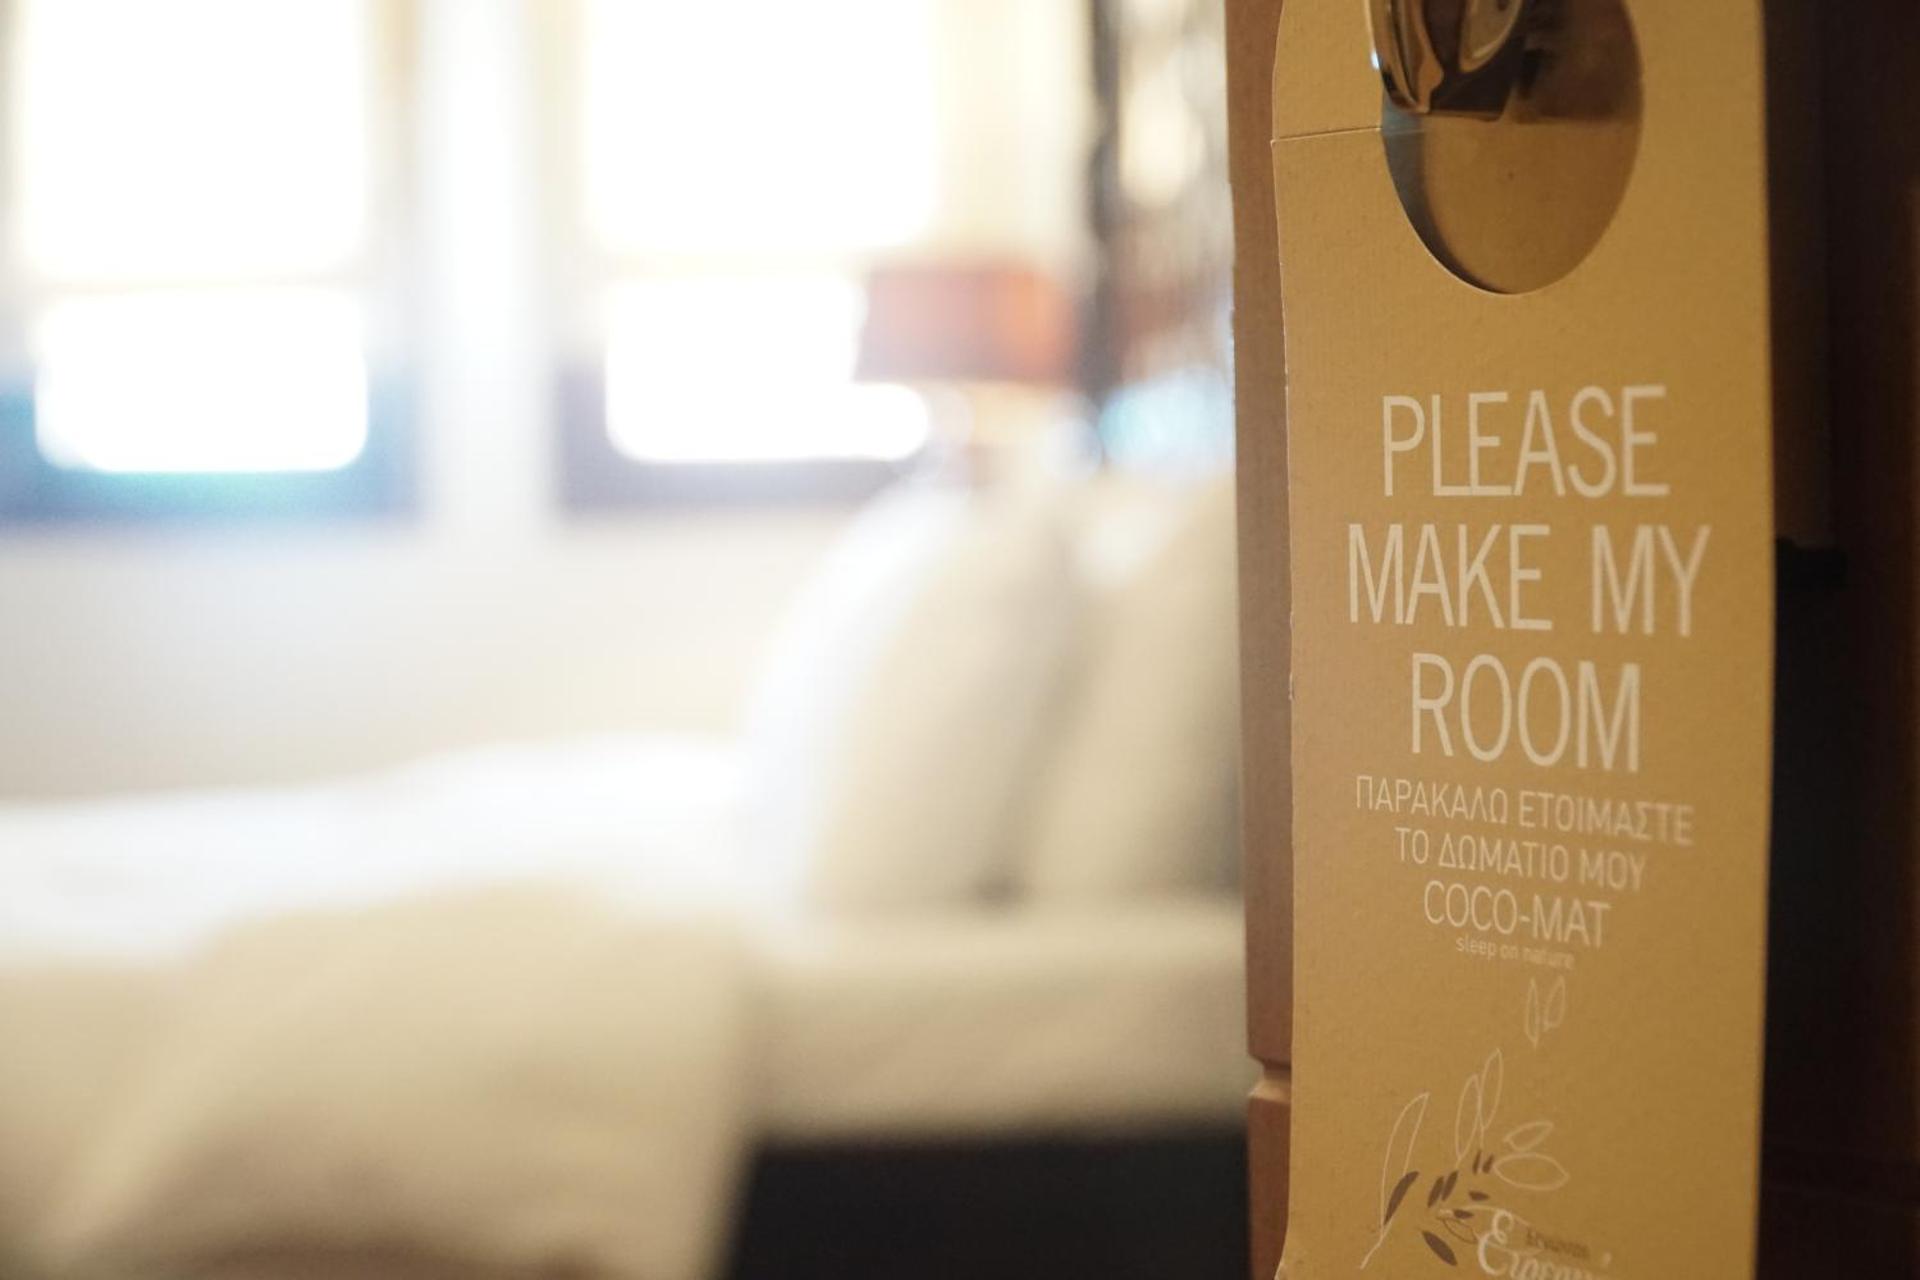 PLEASE
MAKE MY
ROOM
ΠΑΡΑΚΑΛΩ ΕΤΟΙΜΑΣΤΕ
ΤΟ ΔΩΜΑΤΙΟ ΜΟΥ
COCO-MAT
sleep on nature